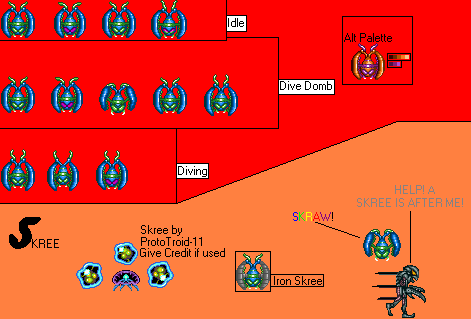 Idle
Alt Palette
Dive Domb
Diving
HELP! A
SKREE IS AFTER ME!
SKRAW!
SKREE
Skree by
ProtoTroid-11
Give Credit if used
Iron Skree